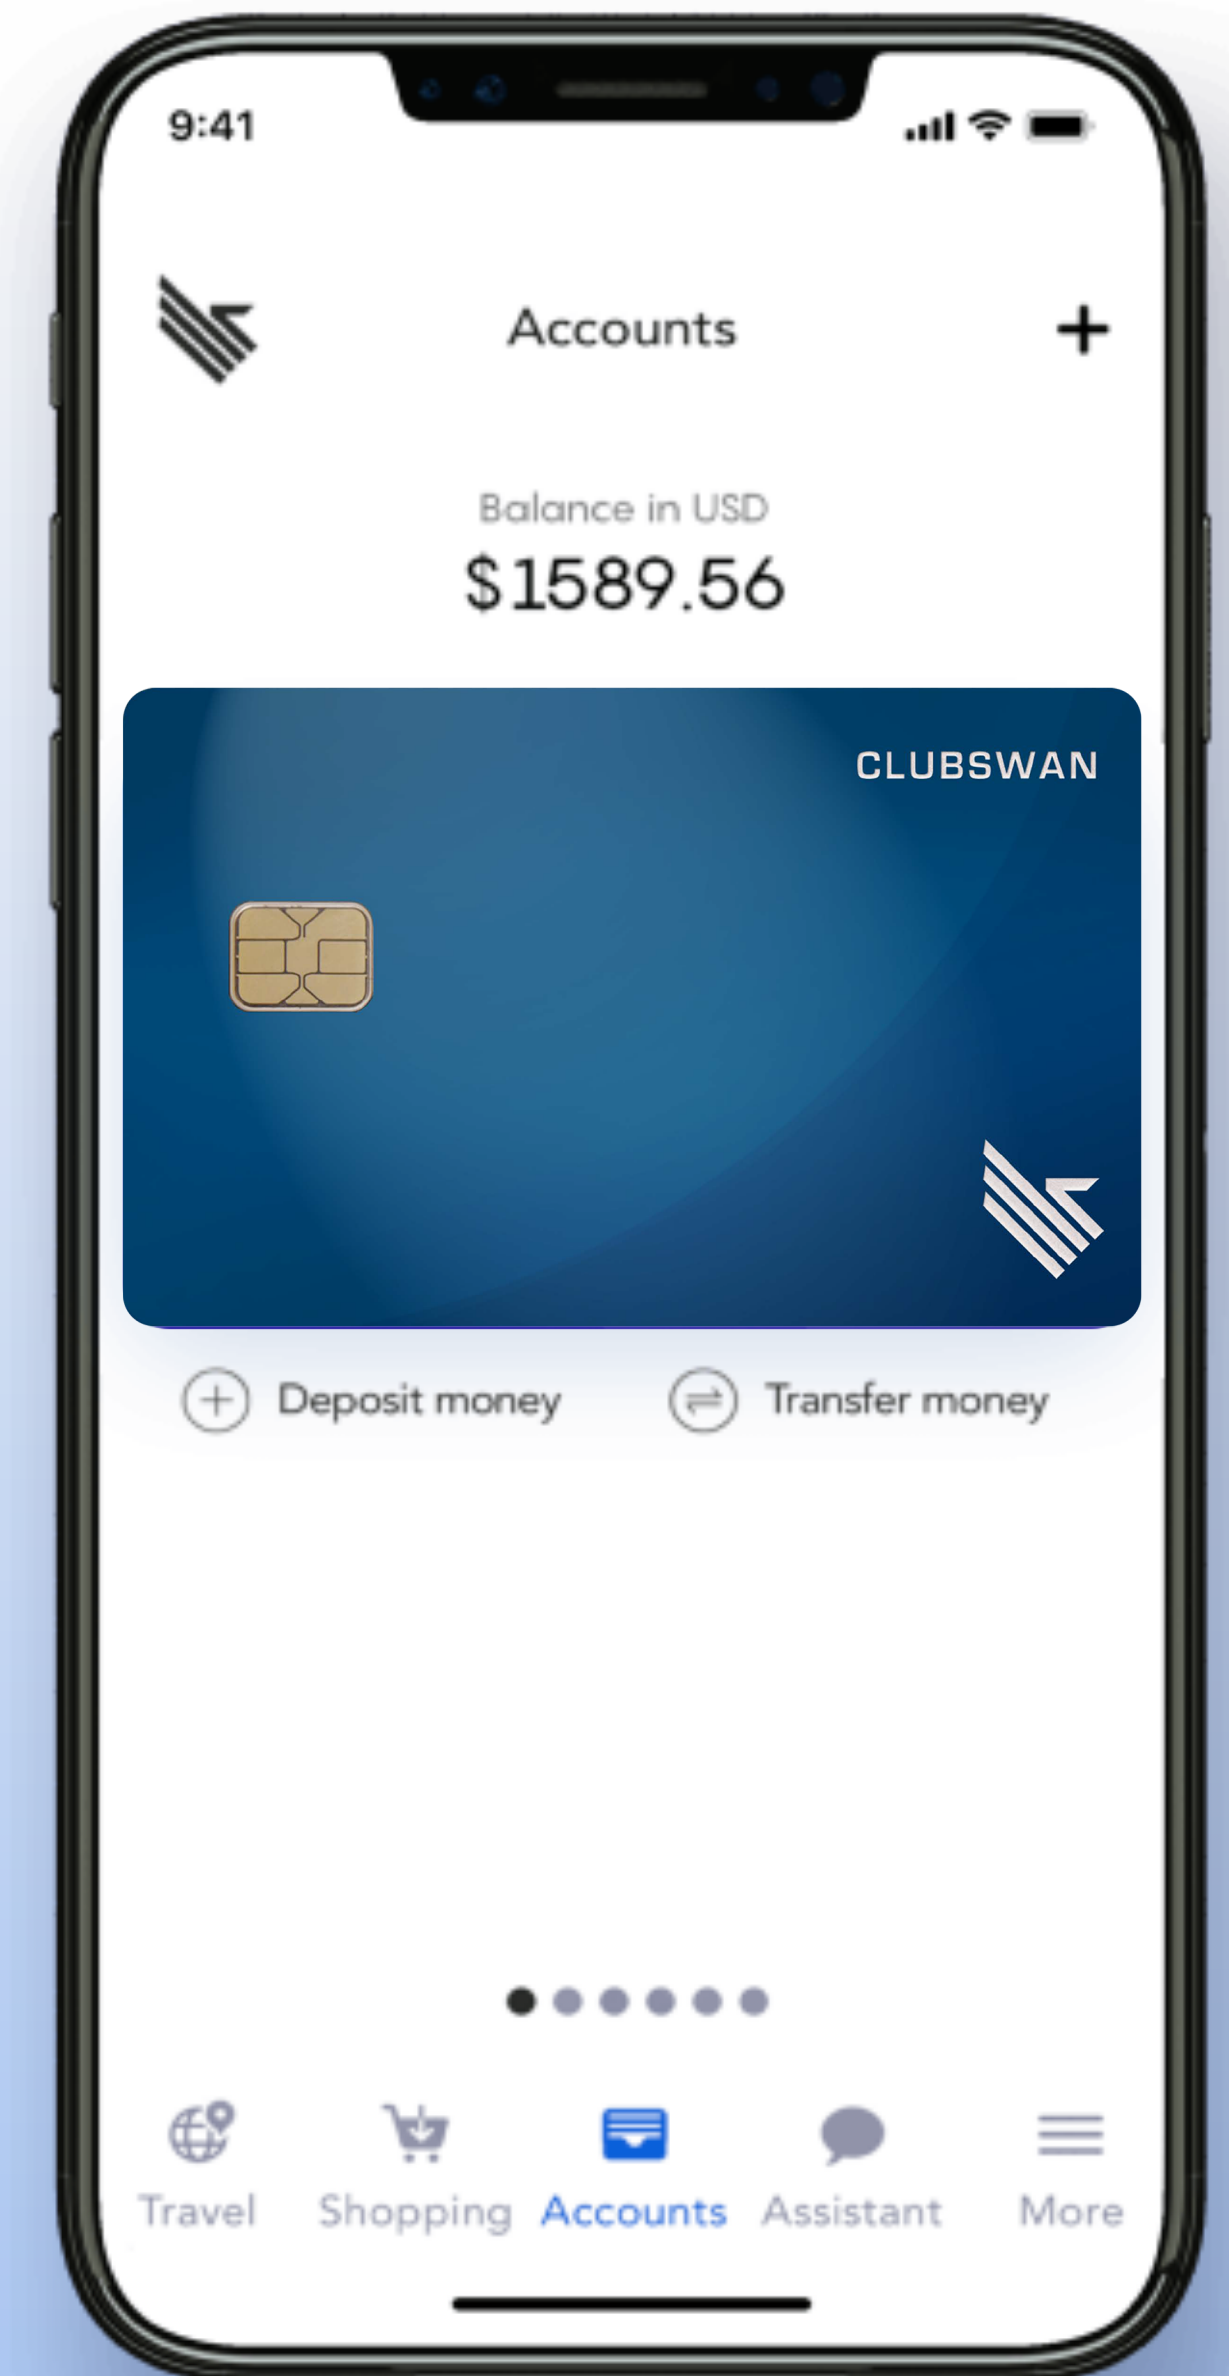 9:41
Accounts
Balance in USD
$1589.56
CLUBSWAN
Deposit money Transfer money
Travel Shopping Accounts Assistant More